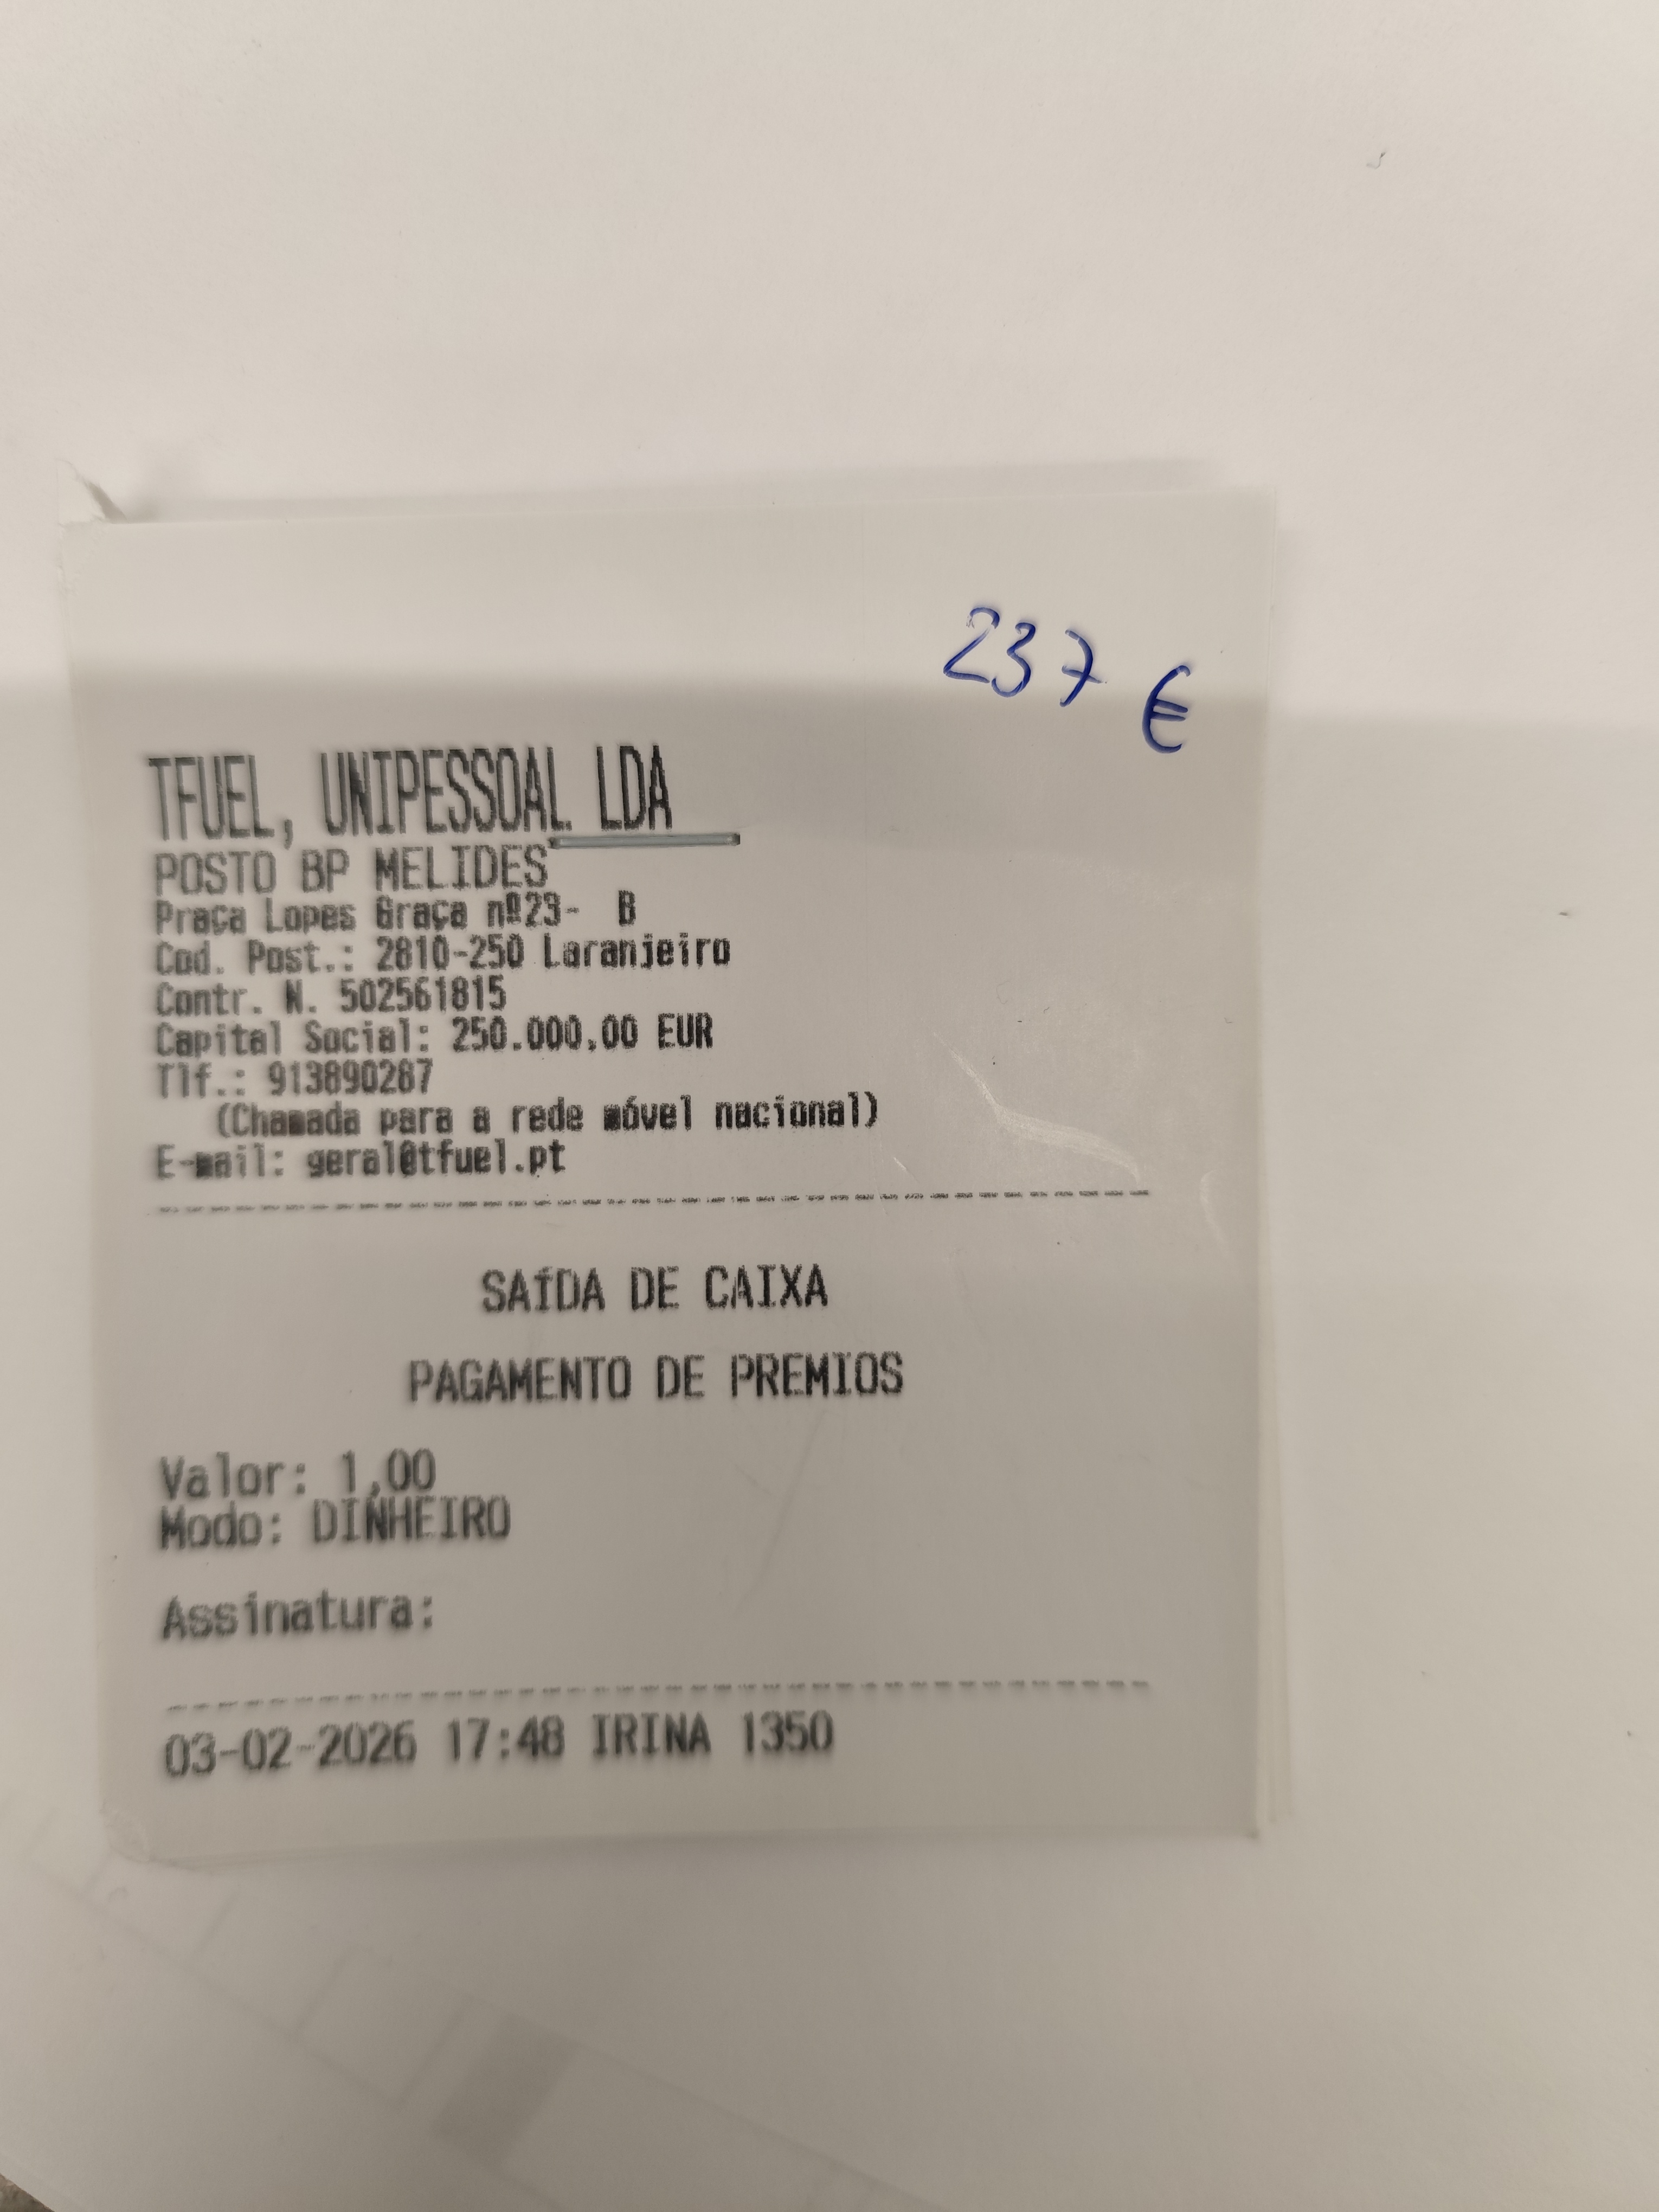 237 €
TFUEL, UNIPESSOAL LDA
POSTO BP MELIDES
Praça Lopes Graça nº23- B
Cod. Post.: 2810-250 Laranjeiro
Contr. N. 502561815
Capital Social: 250.000,00 EUR
Tlf.: 913890287
(Chamada para a rede móvel nacional)
E-mail: geral@tfuel.pt
SAÍDA DE CAIXA
PAGAMENTO DE PREMIOS
Valor: 1,00
Modo: DINHEIRO
Assinatura:
03-02-2026 17:48 IRINA 1350